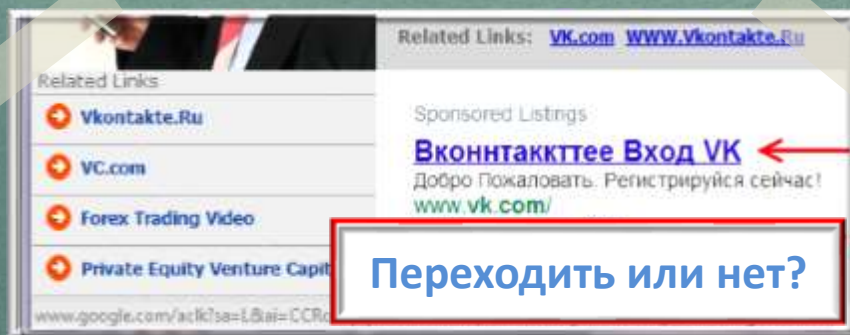 Related Links: VK.com WWW.Vkontakte.Ru
Related Links
Vkontakte.Ru
VC.com
Forex Trading Video
Private Equity Venture Capit
Sponsored Listings
Вконнтаккттее Вход VK
Добро Пожаловать. Регистрируйся сейчас!
www.vk.com/
Переходить или нет?
www.google.com/aclk?sa=L&ai=